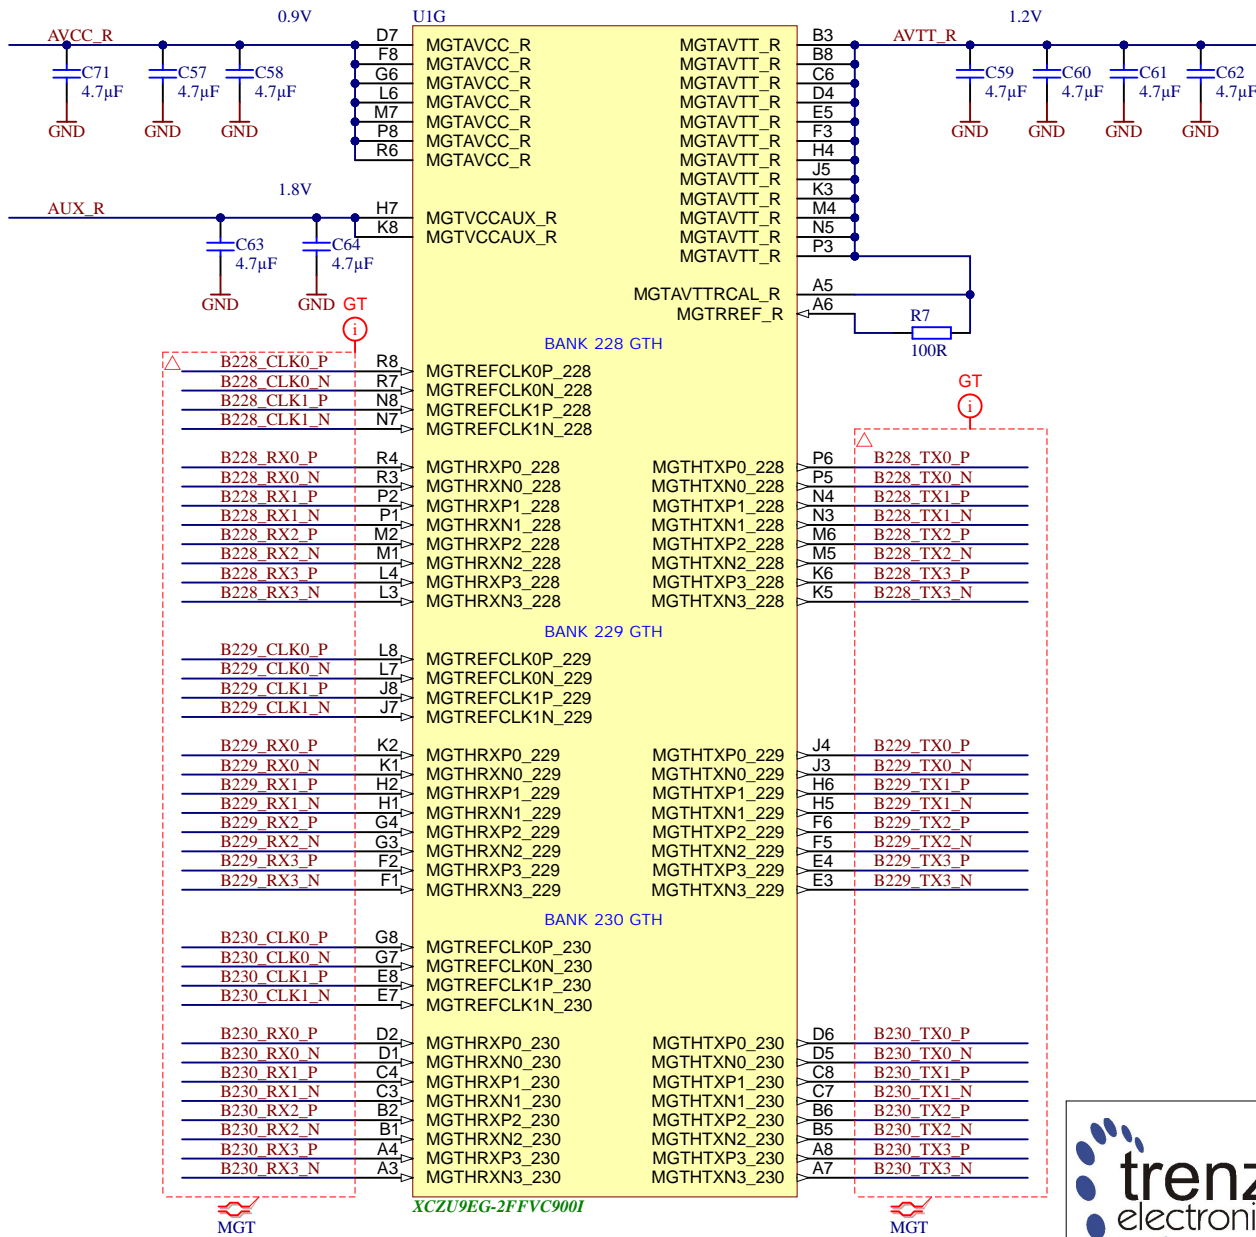 0.9V
U1G
1.2V
AVCC_R
D7 MGTAVCC_R MGTAVTT_R B3
AVTT_R
F8 MGTAVCC_R MGTAVTT_R B8
G6 MGTAVCC_R MGTAVTT_R C6
L6 MGTAVCC_R MGTAVTT_R D4
M7 MGTAVCC_R MGTAVTT_R E5
P8 MGTAVCC_R MGTAVTT_R F3
R6 MGTAVCC_R MGTAVTT_R H4
C71 C57 C58
4.7µF 4.7µF 4.7µF
GND GND GND
C59 C60 C61 C62
4.7µF 4.7µF 4.7µF 4.7µF
GND GND GND GND
MGTAVTT_R J5
MGTAVTT_R K3
1.8V
AUX_R
H7 MGTVCCAUX_R MGTAVTT_R M4
K8 MGTVCCAUX_R MGTAVTT_R N5
MGTAVTT_R P3
C63 C64
4.7µF 4.7µF
GND GND
MGTAVTTRCAL_R A5
MGTRREF_R A6
R7
100R
GT
i
BANK 228 GTH
B228_CLK0_P R8 MGTREFCLK0P_228
B228_CLK0_N R7 MGTREFCLK0N_228
B228_CLK1_P N8 MGTREFCLK1P_228
B228_CLK1_N N7 MGTREFCLK1N_228
GT
i
B228_RX0_P R4 MGTHRXP0_228 MGTHTXP0_228 P6 B228_TX0_P
B228_RX0_N R3 MGTHRXN0_228 MGTHTXN0_228 P5 B228_TX0_N
B228_RX1_P P2 MGTHRXP1_228 MGTHTXP1_228 N4 B228_TX1_P
B228_RX1_N P1 MGTHRXN1_228 MGTHTXN1_228 N3 B228_TX1_N
B228_RX2_P M2 MGTHRXP2_228 MGTHTXP2_228 M6 B228_TX2_P
B228_RX2_N M1 MGTHRXN2_228 MGTHTXN2_228 M5 B228_TX2_N
B228_RX3_P L4 MGTHRXP3_228 MGTHTXP3_228 K6 B228_TX3_P
B228_RX3_N L3 MGTHRXN3_228 MGTHTXN3_228 K5 B228_TX3_N
BANK 229 GTH
B229_CLK0_P L8 MGTREFCLK0P_229
B229_CLK0_N L7 MGTREFCLK0N_229
B229_CLK1_P J8 MGTREFCLK1P_229
B229_CLK1_N J7 MGTREFCLK1N_229
B229_RX0_P K2 MGTHRXP0_229 MGTHTXP0_229 J4 B229_TX0_P
B229_RX0_N K1 MGTHRXN0_229 MGTHTXN0_229 J3 B229_TX0_N
B229_RX1_P H2 MGTHRXP1_229 MGTHTXP1_229 H6 B229_TX1_P
B229_RX1_N H1 MGTHRXN1_229 MGTHTXN1_229 H5 B229_TX1_N
B229_RX2_P G4 MGTHRXP2_229 MGTHTXP2_229 F6 B229_TX2_P
B229_RX2_N G3 MGTHRXN2_229 MGTHTXN2_229 F5 B229_TX2_N
B229_RX3_P F2 MGTHRXP3_229 MGTHTXP3_229 E4 B229_TX3_P
B229_RX3_N F1 MGTHRXN3_229 MGTHTXN3_229 E3 B229_TX3_N
BANK 230 GTH
B230_CLK0_P G8 MGTREFCLK0P_230
B230_CLK0_N G7 MGTREFCLK0N_230
B230_CLK1_P E8 MGTREFCLK1P_230
B230_CLK1_N E7 MGTREFCLK1N_230
B230_RX0_P D2 MGTHRXP0_230 MGTHTXP0_230 D6 B230_TX0_P
B230_RX0_N D1 MGTHRXN0_230 MGTHTXN0_230 D5 B230_TX0_N
B230_RX1_P C4 MGTHRXP1_230 MGTHTXP1_230 C8 B230_TX1_P
B230_RX1_N C3 MGTHRXN1_230 MGTHTXN1_230 C7 B230_TX1_N
B230_RX2_P B2 MGTHRXP2_230 MGTHTXP2_230 B6 B230_TX2_P
B230_RX2_N B1 MGTHRXN2_230 MGTHTXN2_230 B5 B230_TX2_N
B230_RX3_P A4 MGTHRXP3_230 MGTHTXP3_230 A8 B230_TX3_P
B230_RX3_N A3 MGTHRXN3_230 MGTHTXN3_230 A7 B230_TX3_N
XCZU9EG-2FFVC900I
MGT
MGT
trenz
electroni